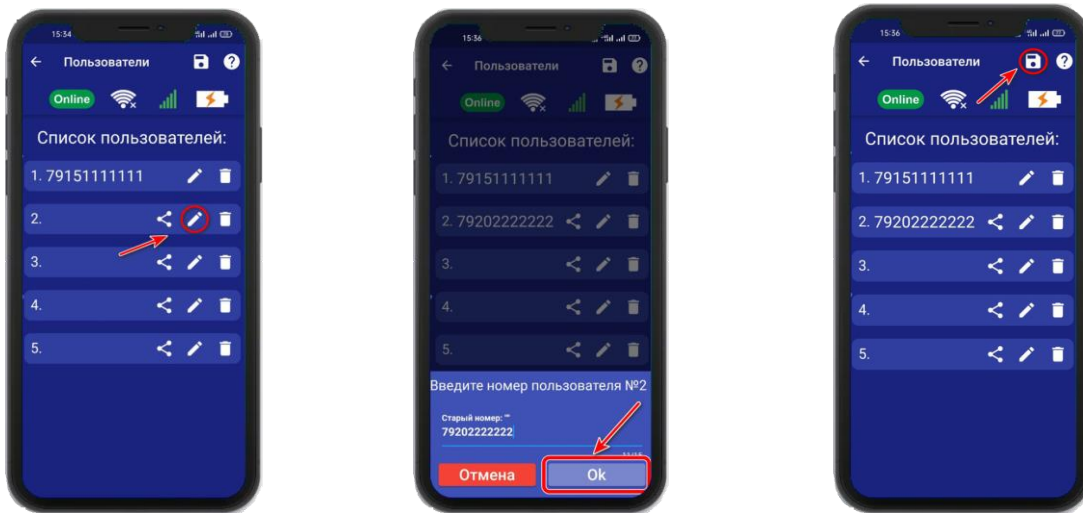 15:34
Пользователи
Online
Список пользователей:
1. 79151111111
2.
3.
4.
5.
15:36
Пользователи
Online
Список пользователей:
1. 79151111111
2. 79202222222
3.
4.
5.
Введите номер пользователя №2
Старый номер: ""
79202222222
11/15
Отмена
Ok
15:36
Пользователи
Online
Список пользователей:
1. 79151111111
2. 79202222222
3.
4.
5.